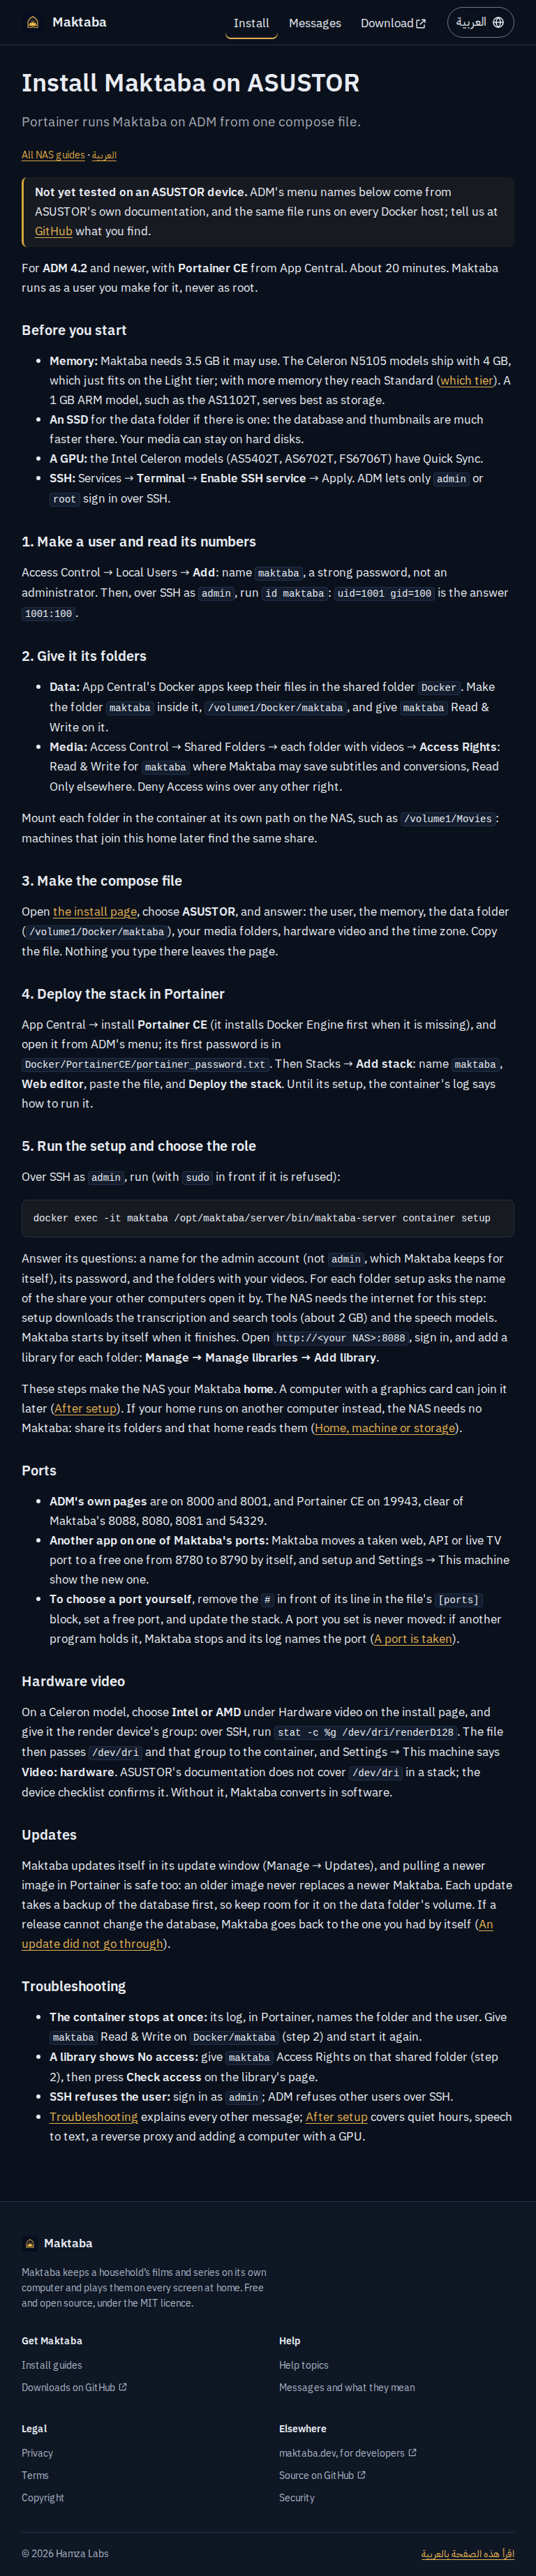 Maktaba
Install
Messages
Download
العربية
Install Maktaba on ASUSTOR
Portainer runs Maktaba on ADM from one compose file.
All NAS guides · العربية
Not yet tested on an ASUSTOR device. ADM's menu names below come from
ASUSTOR's own documentation, and the same file runs on every Docker host; tell us at
GitHub what you find.
For ADM 4.2 and newer, with Portainer CE from App Central. About 20 minutes. Maktaba
runs as a user you make for it, never as root.
Before you start
• Memory: Maktaba needs 3.5 GB it may use. The Celeron N5105 models ship with 4 GB,
which just fits on the Light tier; with more memory they reach Standard (which tier). A
1 GB ARM model, such as the AS1102T, serves best as storage.
• An SSD for the data folder if there is one: the database and thumbnails are much
faster there. Your media can stay on hard disks.
• A GPU: the Intel Celeron models (AS5402T, AS6702T, FS6706T) have Quick Sync.
• SSH: Services → Terminal → Enable SSH service → Apply. ADM lets only admin or
root sign in over SSH.
1. Make a user and read its numbers
Access Control → Local Users → Add: name maktaba, a strong password, not an
administrator. Then, over SSH as admin, run id maktaba: uid=1001 gid=100 is the answer
1001:100.
2. Give it its folders
• Data: App Central's Docker apps keep their files in the shared folder Docker. Make
the folder maktaba inside it, /volume1/Docker/maktaba, and give maktaba Read &
Write on it.
• Media: Access Control → Shared Folders → each folder with videos → Access Rights:
Read & Write for maktaba where Maktaba may save subtitles and conversions, Read
Only elsewhere. Deny Access wins over any other right.
Mount each folder in the container at its own path on the NAS, such as /volume1/Movies:
machines that join this home later find the same share.
3. Make the compose file
Open the install page, choose ASUSTOR, and answer: the user, the memory, the data folder
(/volume1/Docker/maktaba), your media folders, hardware video and the time zone. Copy
the file. Nothing you type there leaves the page.
4. Deploy the stack in Portainer
App Central → install Portainer CE (it installs Docker Engine first when it is missing), and
open it from ADM's menu; its first password is in
Docker/PortainerCE/portainer_password.txt. Then Stacks → Add stack: name maktaba,
Web editor, paste the file, and Deploy the stack. Until its setup, the container's log says
how to run it.
5. Run the setup and choose the role
Over SSH as admin, run (with sudo in front if it is refused):
docker exec -it maktaba /opt/maktaba/server/bin/maktaba-server container setup
Answer its questions: a name for the admin account (not admin, which Maktaba keeps for
itself), its password, and the folders with your videos. For each folder setup asks the name
of the share your other computers open it by. The NAS needs the internet for this step:
setup downloads the transcription and search tools (about 2 GB) and the speech models.
Maktaba starts by itself when it finishes. Open http://<your NAS>:8088, sign in, and add a
library for each folder: Manage → Manage libraries → Add library.
These steps make the NAS your Maktaba home. A computer with a graphics card can join it
later (After setup). If your home runs on another computer instead, the NAS needs no
Maktaba: share its folders and that home reads them (Home, machine or storage).
Ports
• ADM's own pages are on 8000 and 8001, and Portainer CE on 19943, clear of
Maktaba's 8088, 8080, 8081 and 54329.
• Another app on one of Maktaba's ports: Maktaba moves a taken web, API or live TV
port to a free one from 8780 to 8790 by itself, and setup and Settings → This machine
show the new one.
• To choose a port yourself, remove the # in front of its line in the file's [ports]
block, set a free port, and update the stack. A port you set is never moved: if another
program holds it, Maktaba stops and its log names the port (A port is taken).
Hardware video
On a Celeron model, choose Intel or AMD under Hardware video on the install page, and
give it the render device's group: over SSH, run stat -c %g /dev/dri/renderD128. The file
then passes /dev/dri and that group to the container, and Settings → This machine says
Video: hardware. ASUSTOR's documentation does not cover /dev/dri in a stack; the
device checklist confirms it. Without it, Maktaba converts in software.
Updates
Maktaba updates itself in its update window (Manage → Updates), and pulling a newer
image in Portainer is safe too: an older image never replaces a newer Maktaba. Each update
takes a backup of the database first, so keep room for it on the data folder's volume. If a
release cannot change the database, Maktaba goes back to the one you had by itself (An
update did not go through).
Troubleshooting
• The container stops at once: its log, in Portainer, names the folder and the user. Give
maktaba Read & Write on Docker/maktaba (step 2) and start it again.
• A library shows No access: give maktaba Access Rights on that shared folder (step
2), then press Check access on the library's page.
• SSH refuses the user: sign in as admin; ADM refuses other users over SSH.
• Troubleshooting explains every other message; After setup covers quiet hours, speech
to text, a reverse proxy and adding a computer with a GPU.
Maktaba
Maktaba keeps a household's films and series on its own
computer and plays them on every screen at home. Free
and open source, under the MIT licence.
Get Maktaba
Install guides
Downloads on GitHub
Help
Help topics
Messages and what they mean
Legal
Privacy
Terms
Copyright
Elsewhere
maktaba.dev, for developers
Source on GitHub
Security
© 2026 Hamza Labs
اقرأ هذه الصفحة بالعربية